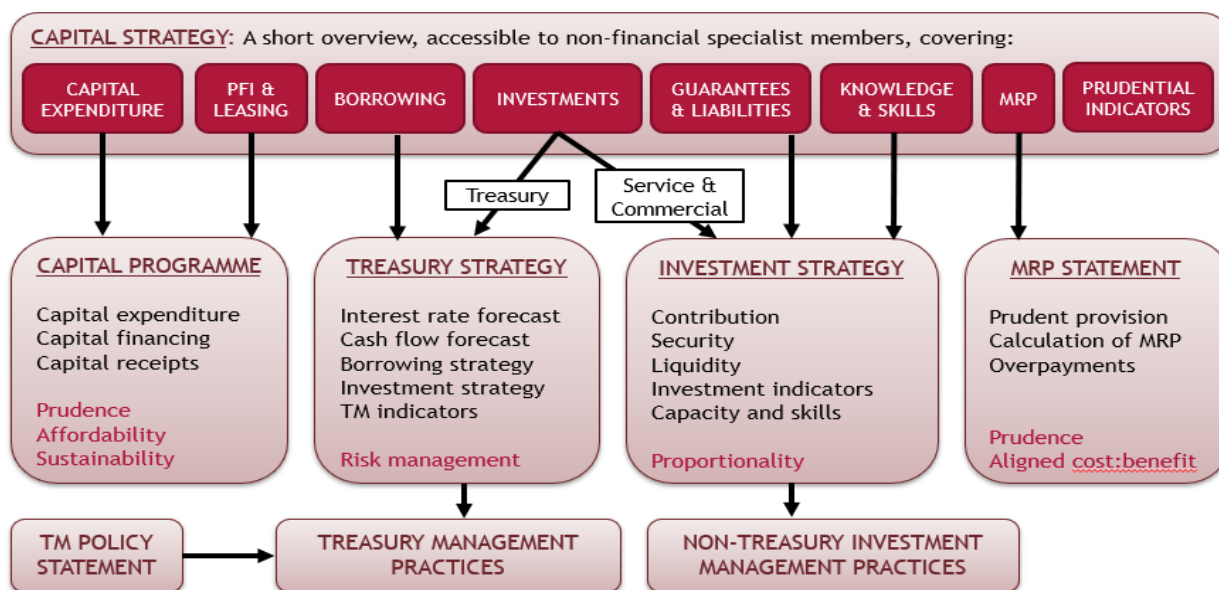 CAPITAL STRATEGY: A short overview, accessible to non-financial specialist members, covering:
CAPITAL
EXPENDITURE
PFI &
LEASING
BORROWING
INVESTMENTS
GUARANTEES
& LIABILITIES
KNOWLEDGE
& SKILLS
MRP
PRUDENTIAL
INDICATORS
Treasury
Service &
Commercial
CAPITAL PROGRAMME
Capital expenditure
Capital financing
Capital receipts
Prudence
Affordability
Sustainability
TREASURY STRATEGY
Interest rate forecast
Cash flow forecast
Borrowing strategy
Investment strategy
TM indicators
Risk management
INVESTMENT STRATEGY
Contribution
Security
Liquidity
Investment indicators
Capacity and skills
Proportionality
MRP STATEMENT
Prudent provision
Calculation of MRP
Overpayments
Prudence
Aligned cost:benefit
TM POLICY
STATEMENT
TREASURY MANAGEMENT
PRACTICES
NON-TREASURY INVESTMENT
MANAGEMENT PRACTICES